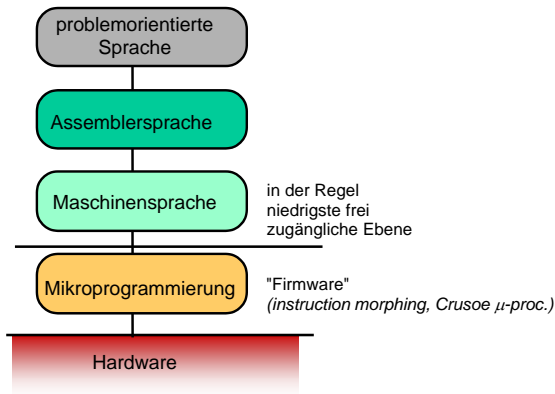 problemorientierte
Sprache
Assemblersprache
Maschinensprache
in der Regel
niedrigste frei
zugängliche Ebene
Mikroprogrammierung
"Firmware"
(instruction morphing, Crusoe μ-proc.)
Hardware